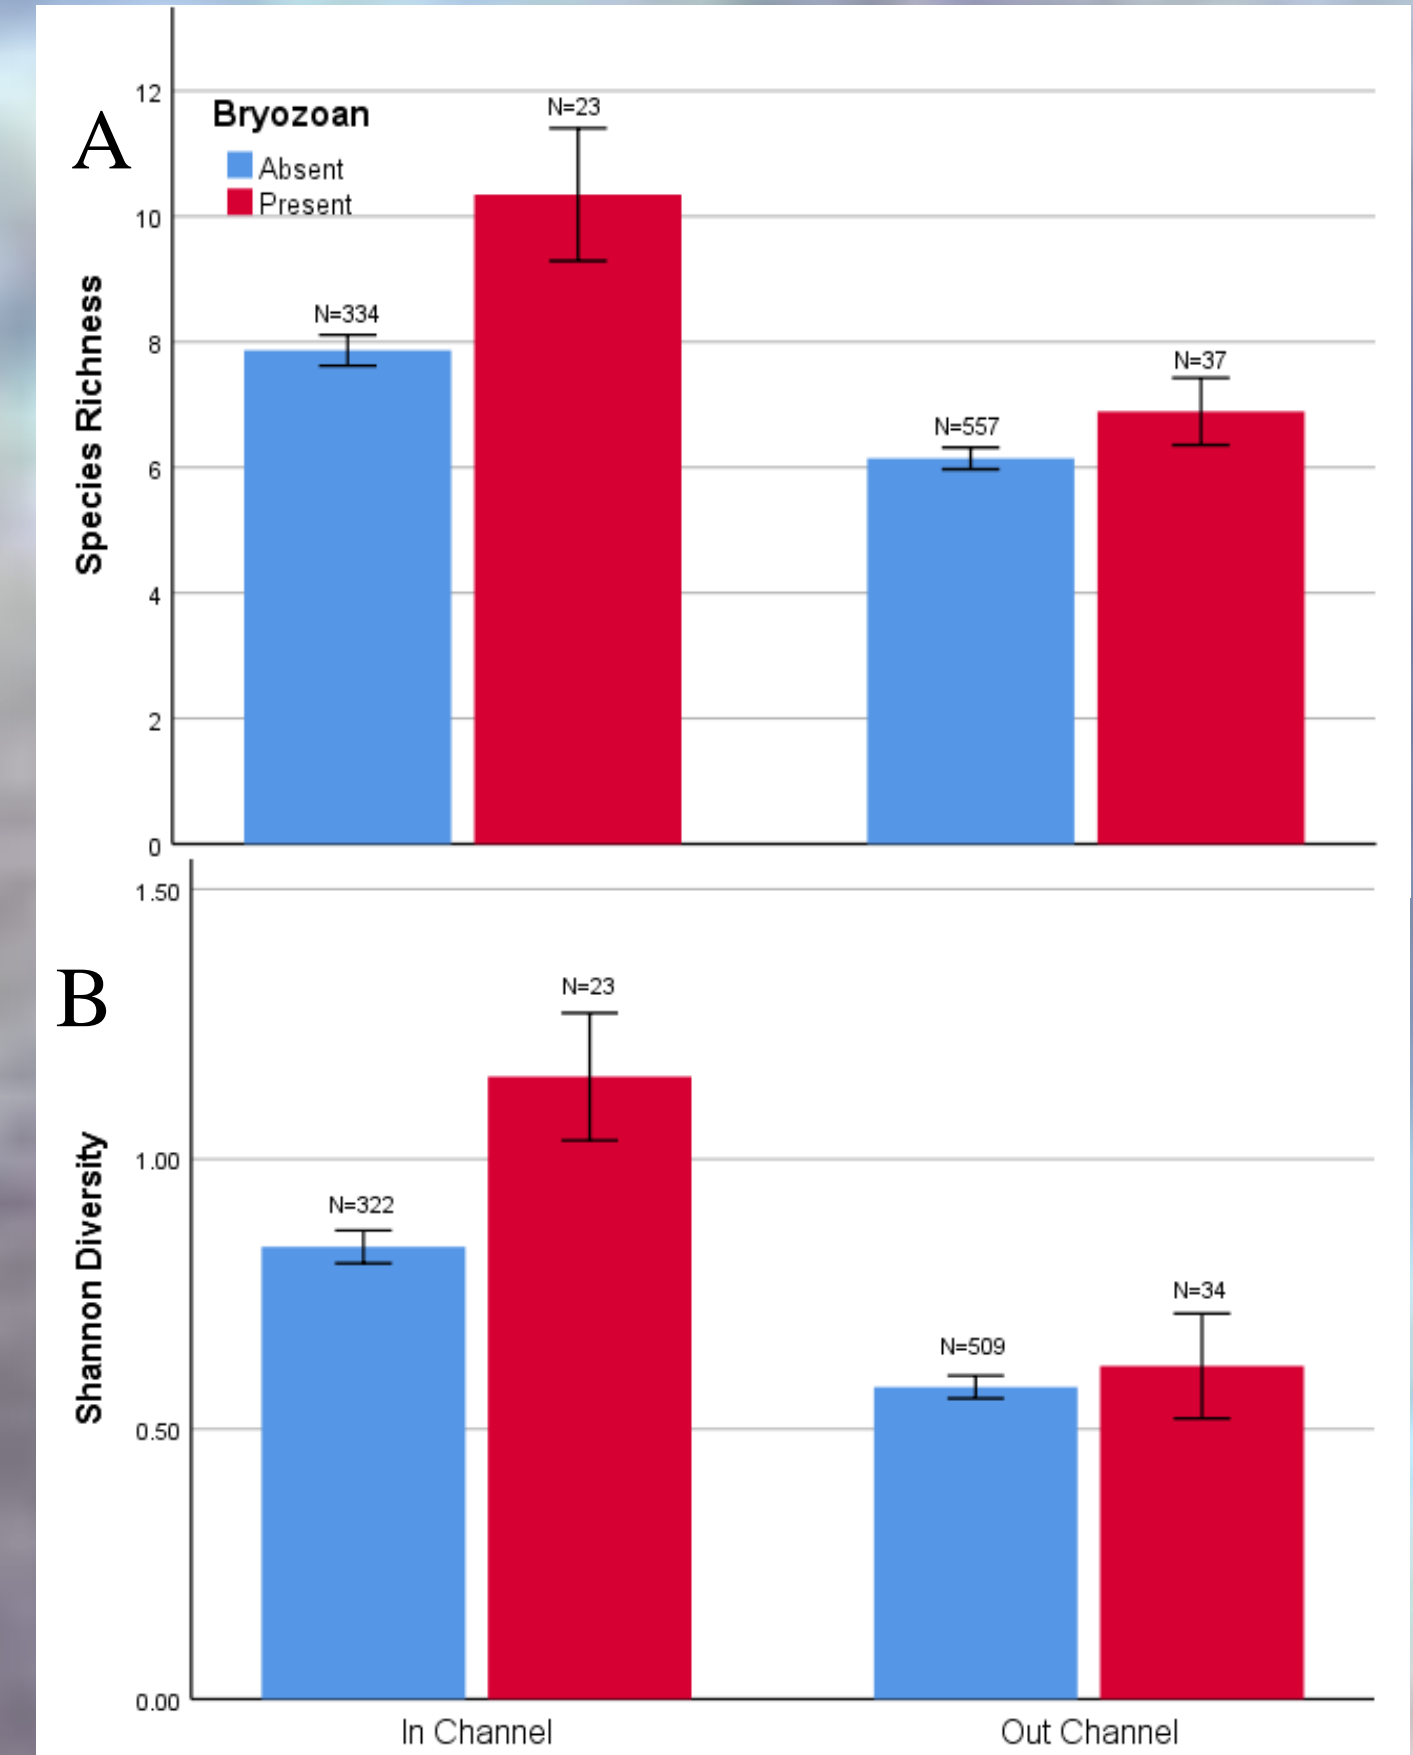 A
Bryozoan
Absent
Present
Species Richness
12
10
8
6
4
2
0
N=334
N=23
N=557
N=37
B
Shannon Diversity
1.50
1.00
0.50
0.00
N=322
N=23
N=509
N=34
In Channel
Out Channel